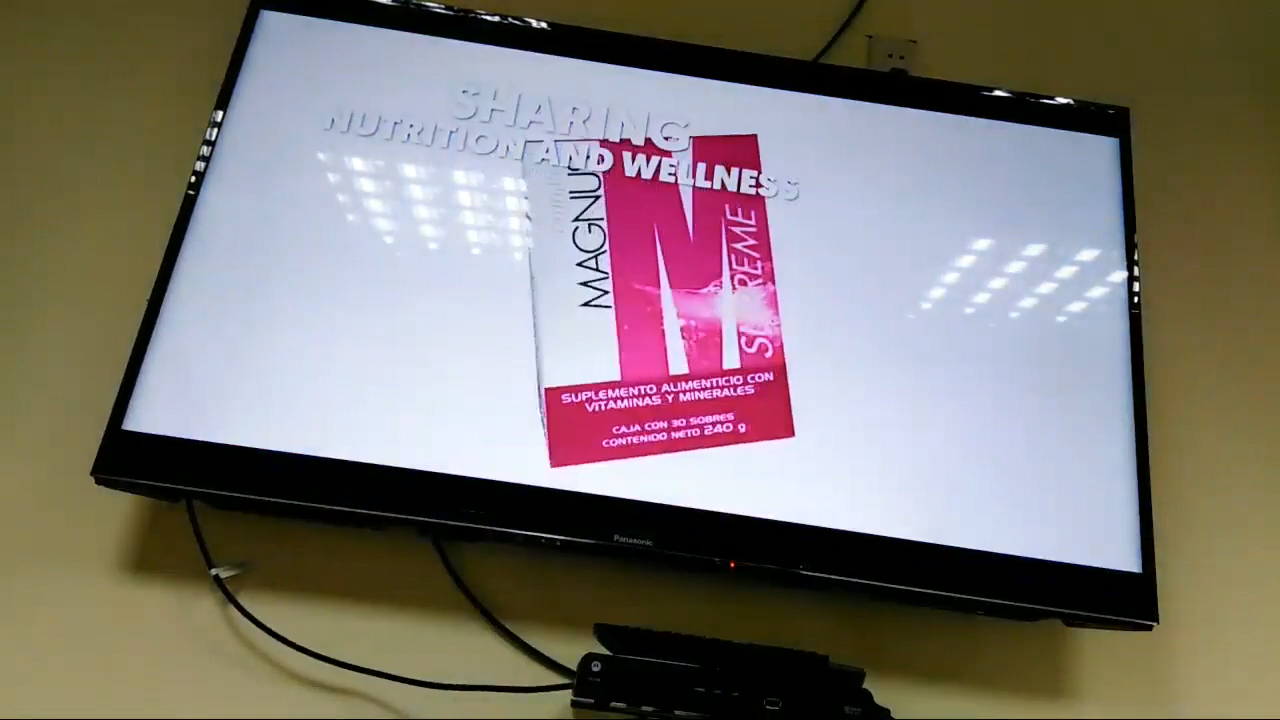 SHARING
NUTRITION AND WELLNESS
MAGNUS
SUPREME
SUPLEMENTO ALIMENTICIO CON
VITAMINAS Y MINERALES
CAJA CON 30 SOBRES
CONTENIDO NETO 240 g
Panasonic